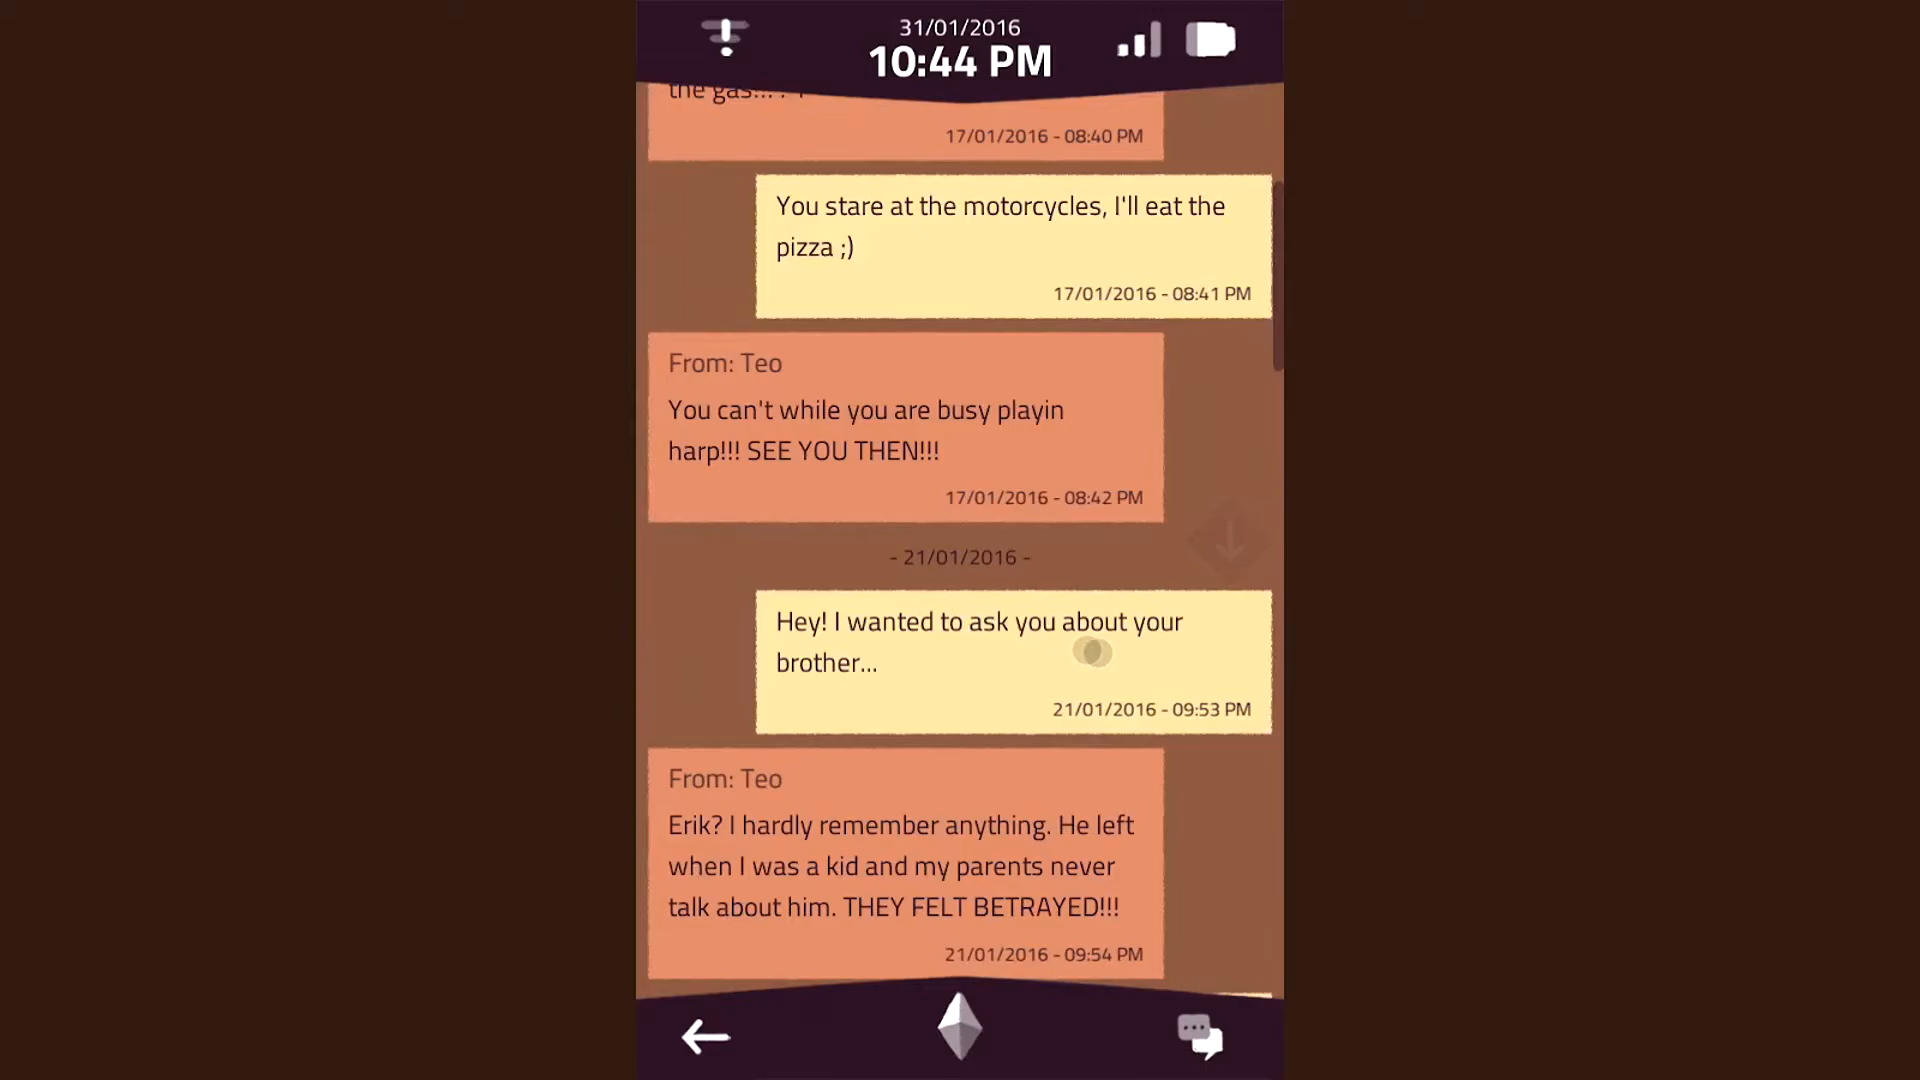 31/01/2016
10:44 PM
the gas...
17/01/2016 - 08:40 PM
You stare at the motorcycles, I'll eat the
pizza ;)
17/01/2016 - 08:41 PM
From: Teo
You can't while you are busy playin
harp!!! SEE YOU THEN!!!
17/01/2016 - 08:42 PM
- 21/01/2016 -
Hey! I wanted to ask you about your
brother...
21/01/2016 - 09:53 PM
From: Teo
Erik? I hardly remember anything. He left
when I was a kid and my parents never
talk about him. THEY FELT BETRAYED!!!
21/01/2016 - 09:54 PM